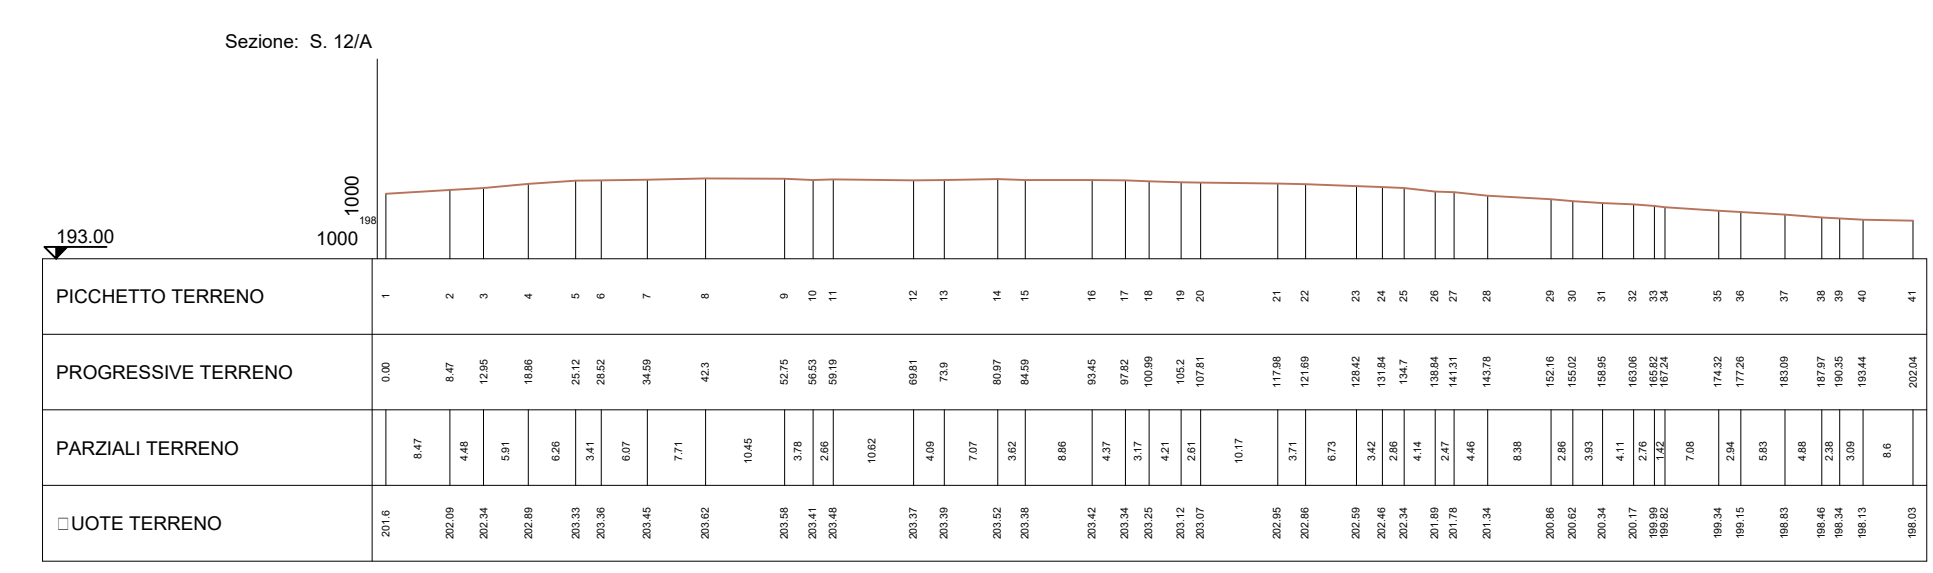 Sezione: S. 12/A
1000
198
1000
193.00
PICCHETTO TERRENO 1 2 3 4 5 6 7 8 9 10 11 12 13 14 15 16 17 18 19 20 21 22 23 24 25 26 27 28 29 30 31 32 33 34 35 36 37 38 39 40 41
PROGRESSIVE TERRENO 0.00 8.47 12.95 18.86 25.12 28.52 34.59 42.3 52.75 56.53 59.19 69.81 73.9 80.97 84.59 93.45 97.82 100.99 105.2 107.81 117.98 121.69 128.42 131.84 134.7 138.84 141.31 143.78 152.16 155.02 158.95 163.06 165.82 167.24 174.32 177.26 183.09 187.97 190.35 193.44 202.04
PARZIALI TERRENO 8.47 4.48 5.91 6.26 3.41 6.07 7.71 10.45 3.78 2.66 10.62 4.09 7.07 3.62 8.86 4.37 3.17 4.21 2.61 10.17 3.71 6.73 3.42 2.86 4.14 2.47 4.46 8.38 2.86 3.93 4.11 2.76 1.42 7.08 2.94 5.83 4.88 2.38 3.09 8.6
□UOTE TERRENO 201.6 202.09 202.34 202.89 203.33 203.36 203.45 203.62 203.58 203.41 203.48 203.37 203.39 203.52 203.38 203.42 203.34 203.25 203.12 203.07 202.95 202.86 202.59 202.46 202.34 201.89 201.78 201.34 200.86 200.62 200.34 200.17 199.99 199.82 199.34 199.15 198.83 198.46 198.34 198.13 198.03